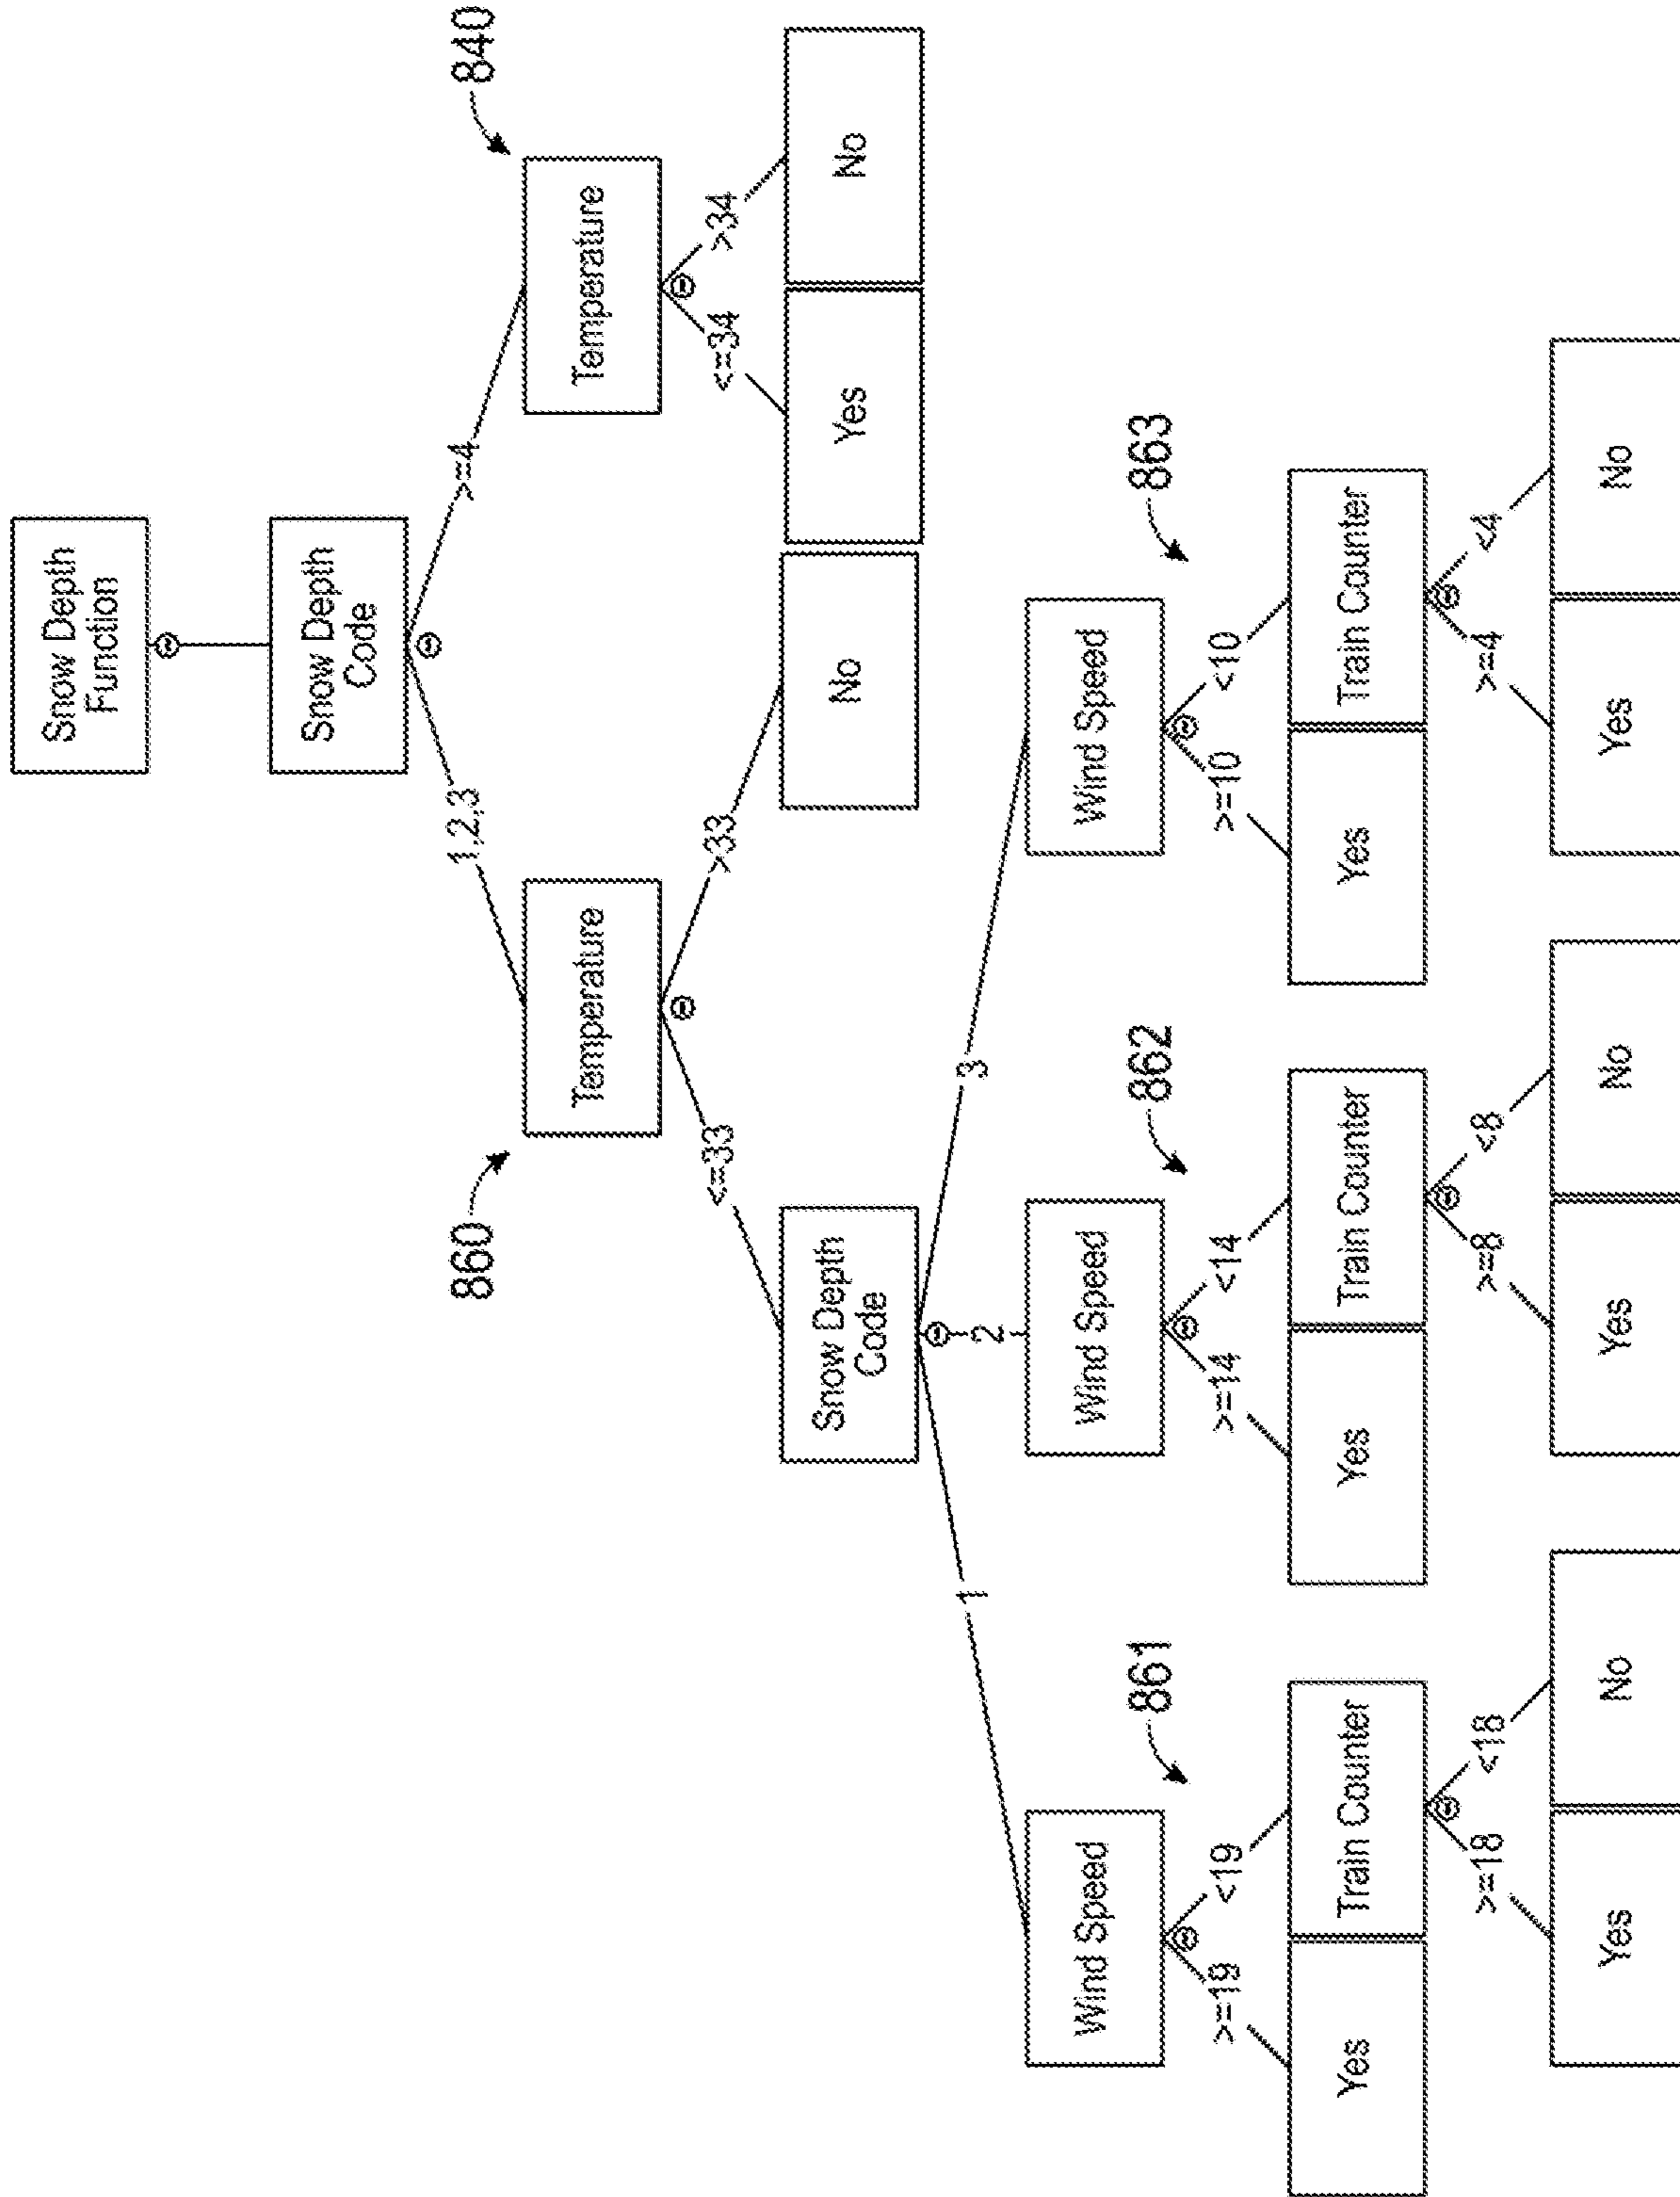 Snow Depth
Function
Snow Depth
Code
1,2,3
>=4
860
Temperature
Temperature
840
<=33
>33
<=34
>34
Snow Depth
Code
No
Yes
No
1
2
3
Wind Speed
861
Wind Speed
862
Wind Speed
863
>=19
<19
>=14
<14
>=10
<10
Yes
Train Counter
Yes
Train Counter
Yes
Train Counter
>=18
<18
>=8
<8
>=4
<4
Yes
No
Yes
No
Yes
No